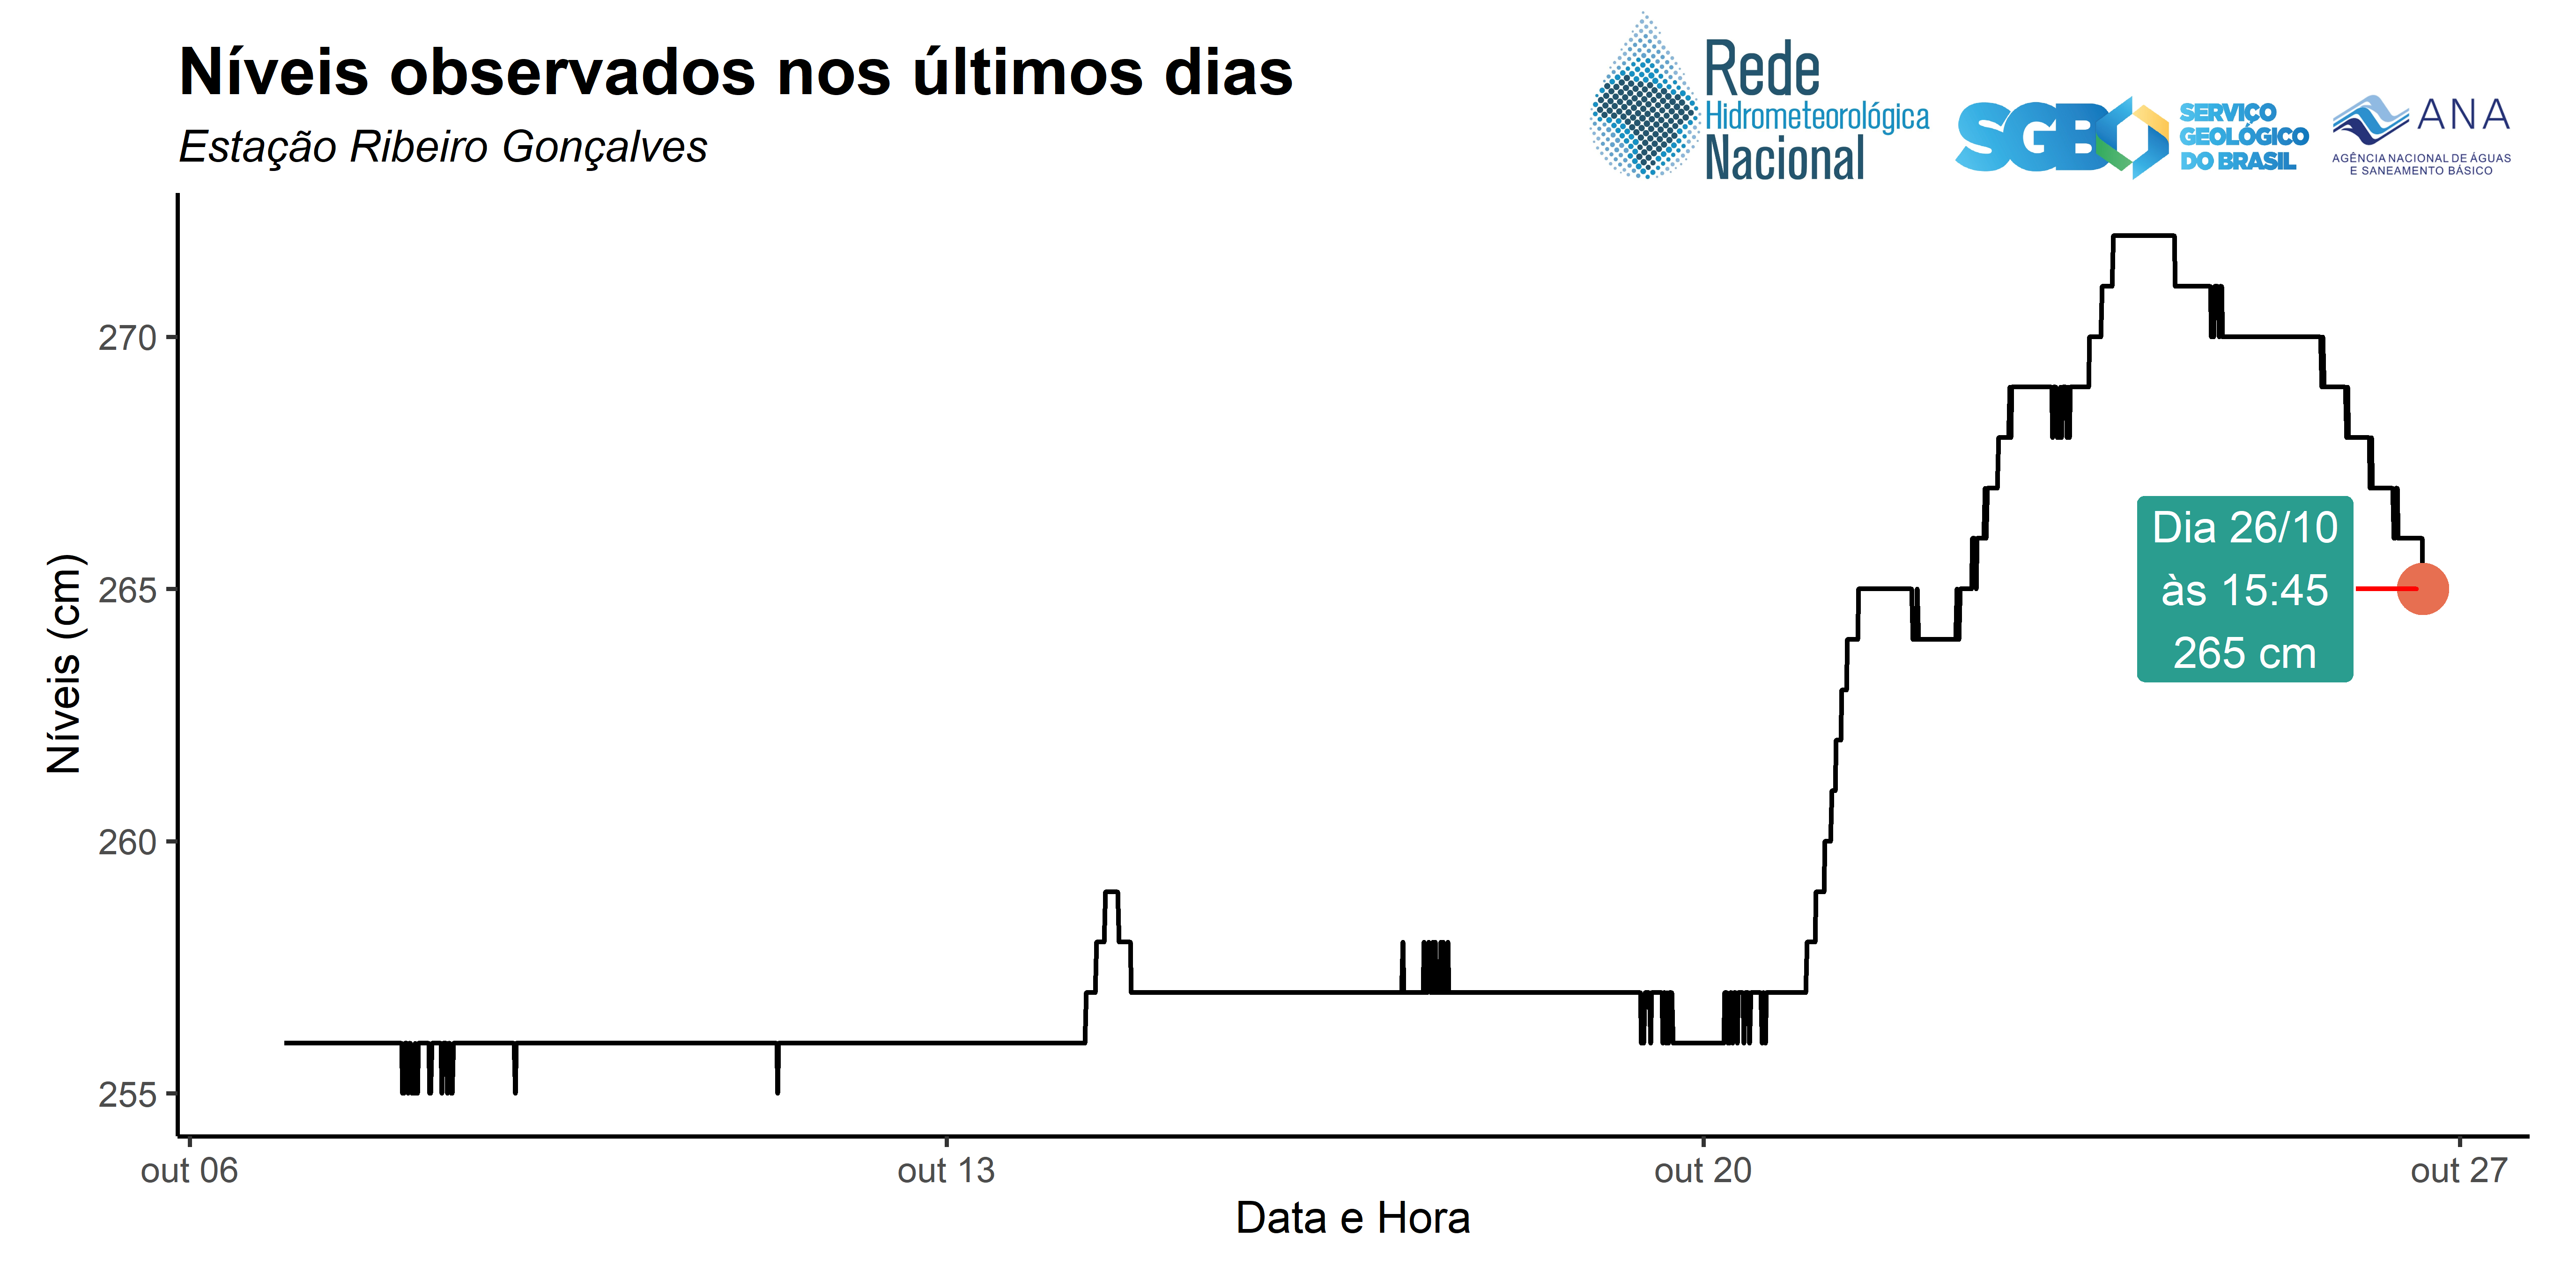 Níveis observados nos últimos dias
Estação Ribeiro Gonçalves
Rede
Hidrometeorológica
Nacional
SGB
SERVIÇO
GEOLÓGICO
DO BRASIL
ANA
AGÊNCIA NACIONAL DE ÁGUAS
E SANEAMENTO BÁSICO
Níveis (cm)
270
265
260
255
Dia 26/10
às 15:45
265 cm
out 06
out 13
out 20
out 27
Data e Hora